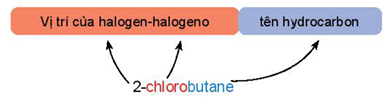 Vị trí của halogen-halogeno tên hydrocarbon
2-chlorobutane